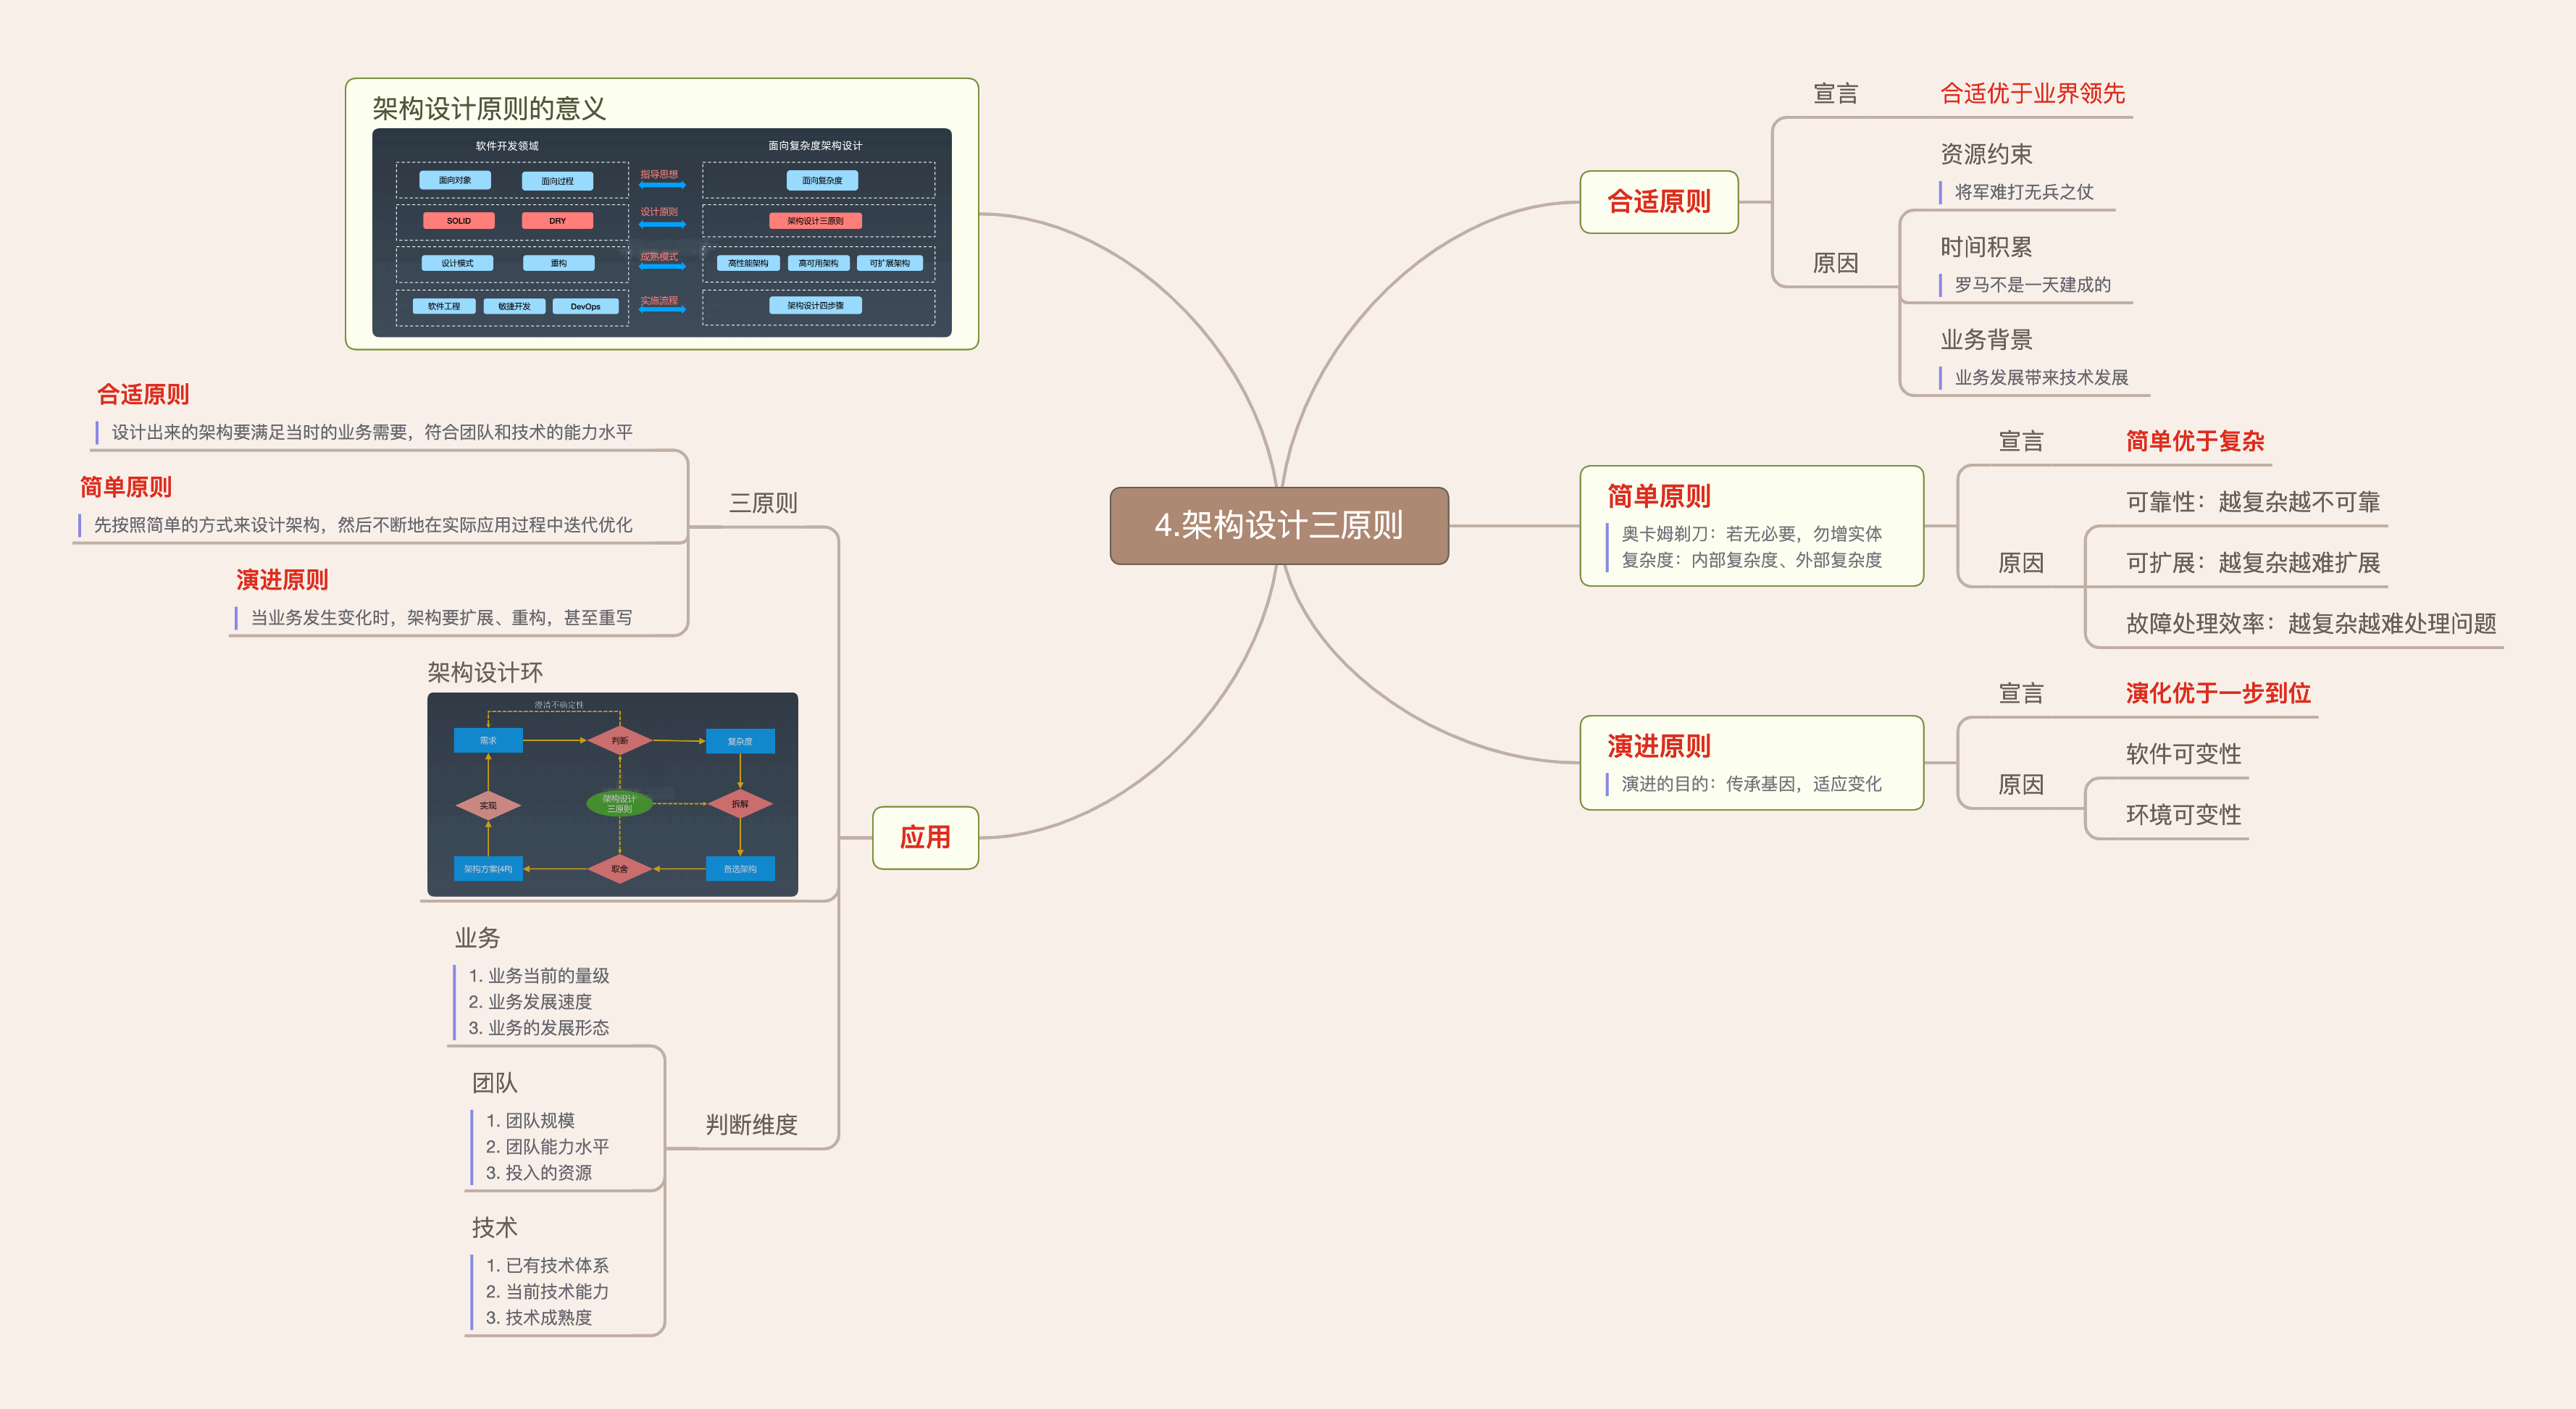 4.架构设计三原则
架构设计原则的意义
软件开发领域
面向复杂度架构设计
面向对象
面向过程
指导思想
面向复杂度
SOLID
DRY
设计原则
架构设计三原则
设计模式
重构
成熟模式
高性能架构
高可用架构
可扩展架构
软件工程
敏捷开发
DevOps
实施流程
架构设计四步骤
合适原则
宣言
合适优于业界领先
原因
资源约束
将军难打无兵之仗
时间积累
罗马不是一天建成的
业务背景
业务发展带来技术发展
简单原则
奥卡姆剃刀：若无必要，勿增实体
复杂度：内部复杂度、外部复杂度
宣言
简单优于复杂
原因
可靠性：越复杂越不可靠
可扩展：越复杂越难扩展
故障处理效率：越复杂越难处理问题
演进原则
演进的目的：传承基因，适应变化
宣言
演化优于一步到位
原因
软件可变性
环境可变性
应用
三原则
合适原则
设计出来的架构要满足当时的业务需要，符合团队和技术的能力水平
简单原则
先按照简单的方式来设计架构，然后不断地在实际应用过程中迭代优化
演进原则
当业务发生变化时，架构要扩展、重构，甚至重写
架构设计环
澄清不确定性
需求
判断
复杂度
实现
架构设计
三原则
拆解
架构方案(4R)
取舍
备选架构
判断维度
业务
1. 业务当前的量级
2. 业务发展速度
3. 业务的发展形态
团队
1. 团队规模
2. 团队能力水平
3. 投入的资源
技术
1. 已有技术体系
2. 当前技术能力
3. 技术成熟度